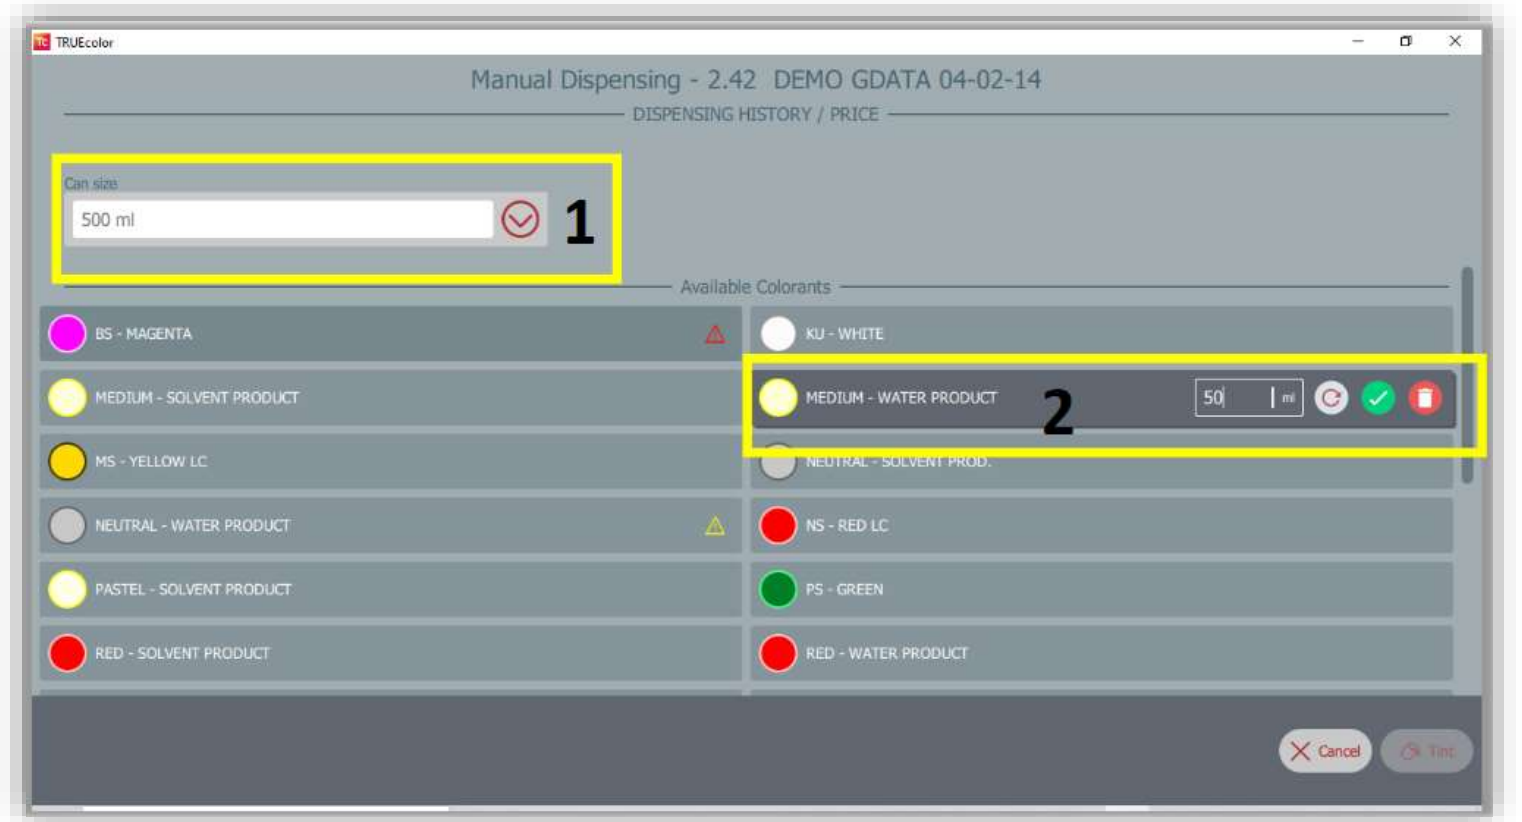 Tc TRUEcolor
Manual Dispensing - 2.42 DEMO GDATA 04-02-14
DISPENSING HISTORY / PRICE
Can size
500 ml
1
Available Colorants
BS - MAGENTA
KU - WHITE
MEDIUM - SOLVENT PRODUCT
MEDIUM - WATER PRODUCT
2
50 ml
MS - YELLOW LC
NEUTRAL - SOLVENT PROD.
NEUTRAL - WATER PRODUCT
NS - RED LC
PASTEL - SOLVENT PRODUCT
PS - GREEN
RED - SOLVENT PRODUCT
RED - WATER PRODUCT
Cancel
Tint